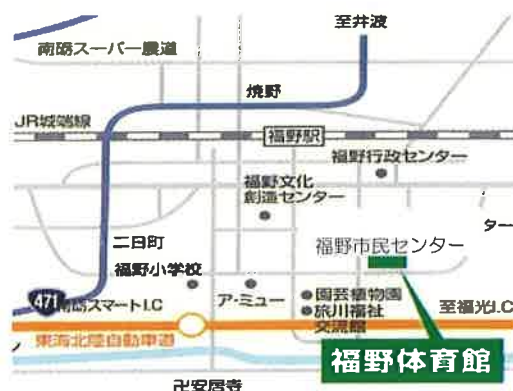 至井波
南砺スーパー農道
焼野
JR城端線
福野駅
福野行政センター
福野文化
創造センター
ター
二日町
福野市民センター
福野小学校
471
南砺スマートI.C
ア・ミュー
園芸植物園
旅川福祉
交流館
至福光I.C
東海北陸自動車道
福野体育館
卍安居寺